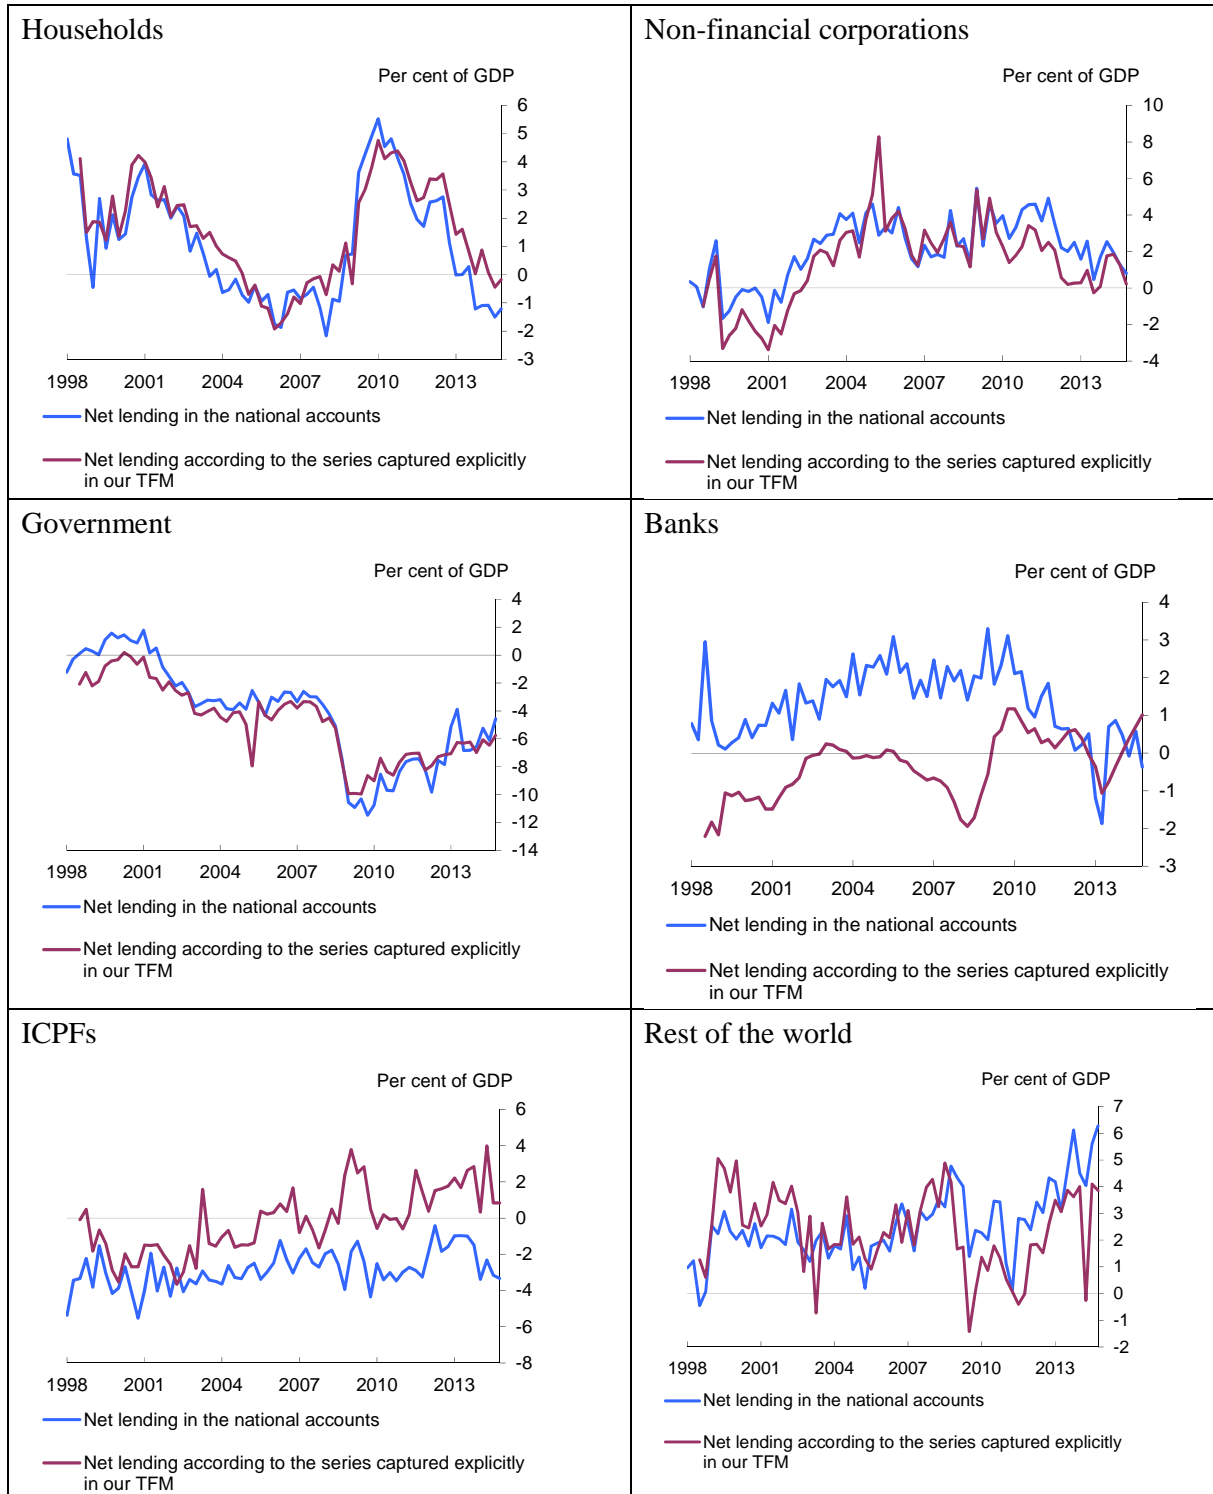 Households
Per cent of GDP
6
5
4
3
2
1
0
-1
-2
-3
1998 2001 2004 2007 2010 2013
Net lending in the national accounts
Net lending according to the series captured explicitly
in our TFM
Non-financial corporations
Per cent of GDP
10
8
6
4
2
0
-2
-4
1998 2001 2004 2007 2010 2013
Net lending in the national accounts
Net lending according to the series captured explicitly
in our TFM
Government
Per cent of GDP
4
2
0
-2
-4
-6
-8
-10
-12
-14
1998 2001 2004 2007 2010 2013
Net lending in the national accounts
Net lending according to the series captured explicitly
in our TFM
Banks
Per cent of GDP
4
3
2
1
0
-1
-2
-3
1998 2001 2004 2007 2010 2013
Net lending in the national accounts
Net lending according to the series captured explicitly
in our TFM
ICPFs
Per cent of GDP
6
4
2
0
-2
-4
-6
-8
1998 2001 2004 2007 2010 2013
Net lending in the national accounts
Net lending according to the series captured explicitly
in our TFM
Rest of the world
Per cent of GDP
7
6
5
4
3
2
1
0
-1
-2
1998 2001 2004 2007 2010 2013
Net lending in the national accounts
Net lending according to the series captured explicitly
in our TFM